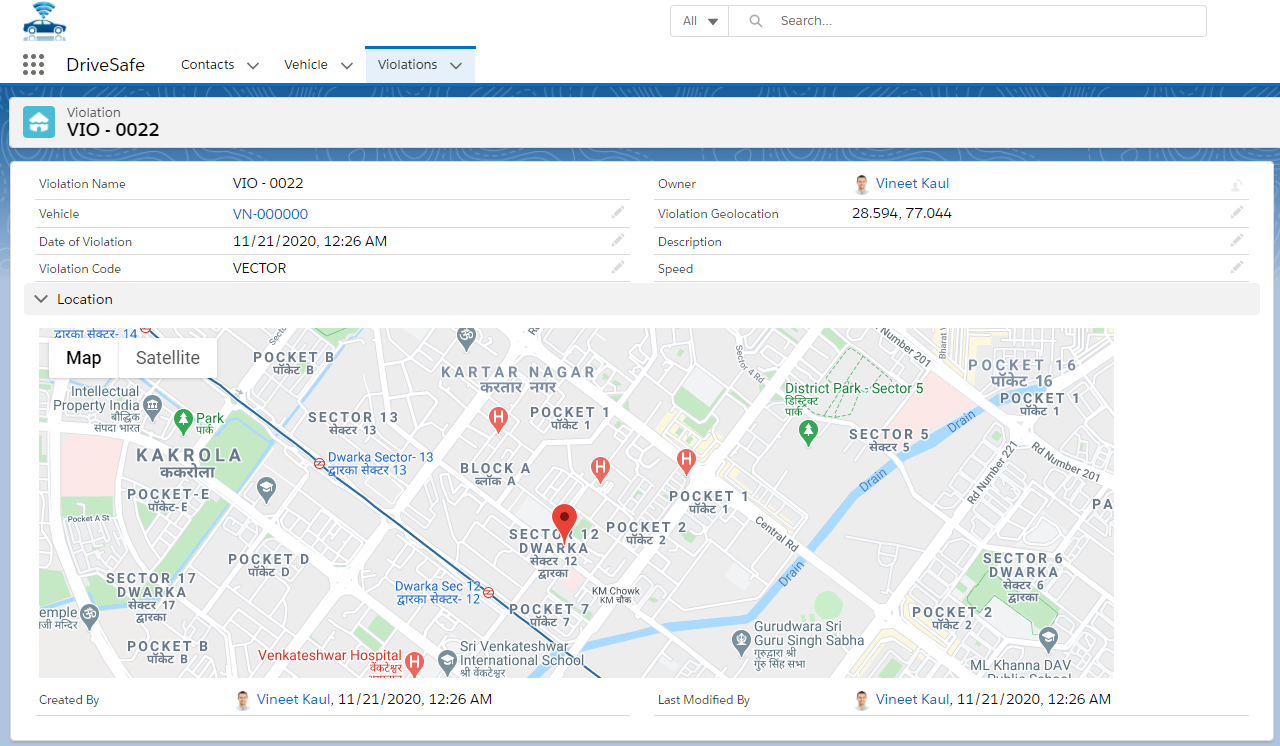 All
Search...
DriveSafe
Contacts
Vehicle
Violations
Violation
VIO - 0022
Violation Name
VIO - 0022
Owner
Vineet Kaul
Vehicle
VN-000000
Violation Geolocation
28.594, 77.044
Date of Violation
11/21/2020, 12:26 AM
Description
Violation Code
VECTOR
Speed
Location
द्वारका सेक्टर- 14
Map
Satellite
POCKET B
पॉकेट B
KARTAR NAGAR
करतार नगर
Sector 4 Rd
Rd Number 201
POCKET 16
पॉकेट 16
Intellectual
Property India
बौद्धिक
संपदा भारत
Park
पार्क
SECTOR 13
सेक्टर 13
POCKET 1
पॉकेट 1
District Park - Sector 5
डिस्ट्रिक्ट
पार्क
POCKET 1
पॉकेट 1
Drain
SECTOR 5
सेक्टर 5
KAKROLA
ककरोला
Dwarka Sector- 13
द्वारका सेक्टर 13
BLOCK A
ब्लॉक A
Drain
Rd Number 221
Rd Number 201
POCKET-E
पॉकेट-E
Pocket A St
POCKET 1
पॉकेट 1
PA
SECTOR 12
DWARKA
सेक्टर 12
द्वारका
POCKET 2
पॉकेट 2
Central Rd
POCKET D
पॉकेट D
SECTOR 6
DWARKA
सेक्टर 6
द्वारका
SECTOR 17
DWARKA
सेक्टर 17
द्वारका
Dwarka Sec 12
द्वारका सेक्टर- 12
KM Chowk
KM चौक
Drain
POCKET 7
पॉकेट 7
POCKET 2
पॉकेट 2
emple
जी मन्दिर
POCKET B
पॉकेट B
Venkateshwar Hospital
वेंकटेश्वर
Sri Venkateshwar
International School
श्री वेंकटेश्वर
Gurudwara Sri
Guru Singh Sabha
गुरुद्वारा श्री
गुरु सिंह सभा
ML Khanna DAV
Public School
Created By
Vineet Kaul, 11/21/2020, 12:26 AM
Last Modified By
Vineet Kaul, 11/21/2020, 12:26 AM